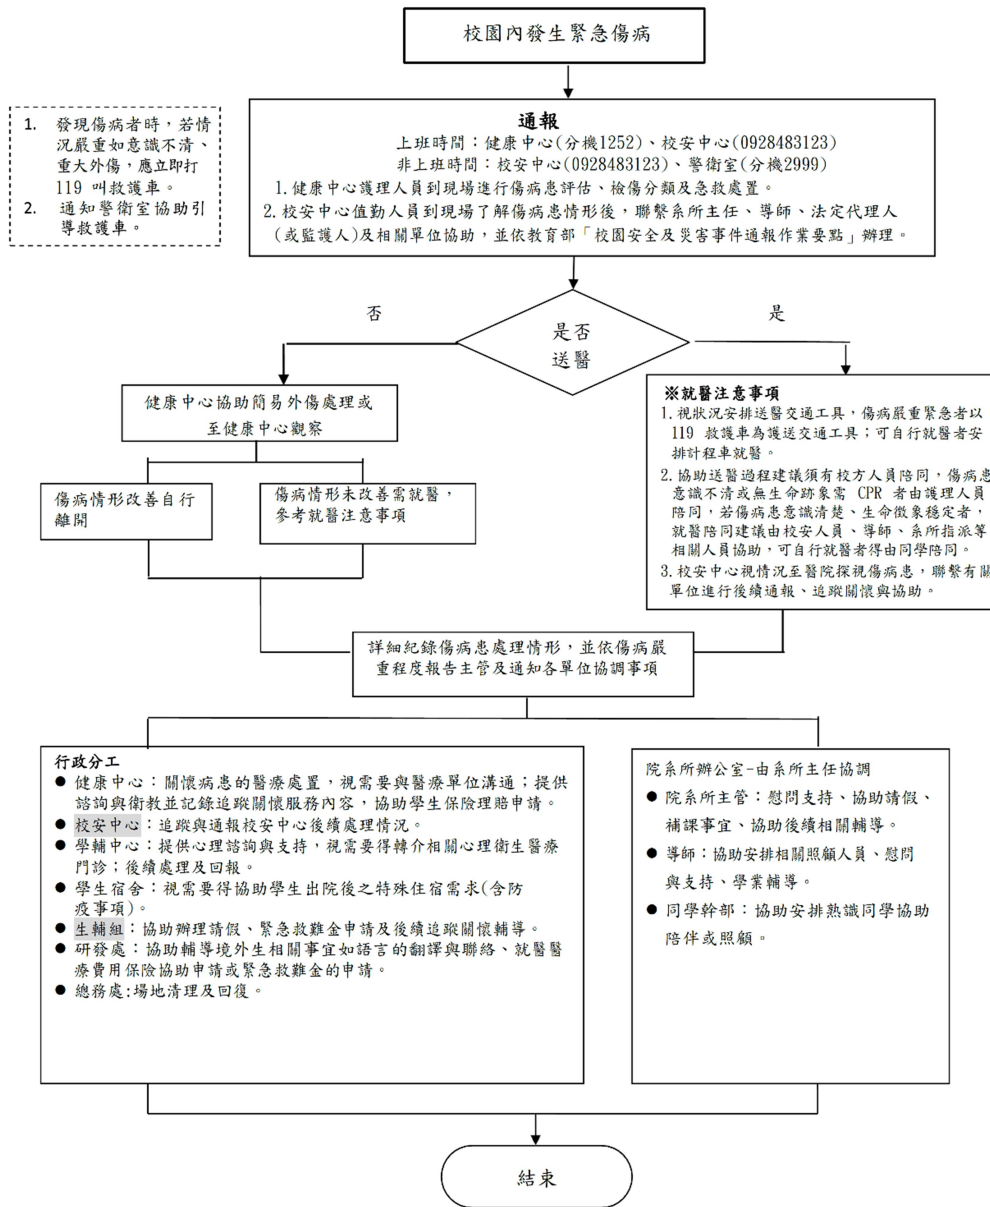 校園內發生緊急傷病
1. 發現傷病者時，若情
況嚴重如意識不清、
重大外傷，應立即打
119 叫救護車。
2. 通知警衛室協助引
導救護車。
通報
上班時間：健康中心(分機1252)、校安中心(0928483123)
非上班時間：校安中心(0928483123)、警衛室(分機2999)
1.健康中心護理人員到現場進行傷病患評估、檢傷分類及急救處置。
2.校安中心值勤人員到現場了解傷病患情形後，聯繫系所主任、導師、法定代理人
(或監護人)及相關單位協助，並依教育部「校園安全及災害事件通報作業要點」辦理。
否
是否
送醫
是
健康中心協助簡易外傷處理或
至健康中心觀察
傷病情形改善自行
離開
傷病情形未改善需就醫，
參考就醫注意事項
※就醫注意事項
1.視狀況安排送醫交通工具，傷病嚴重緊急者以
119 救護車為護送交通工具；可自行就醫者安
排計程車就醫。
2.協助送醫過程建議須有校方人員陪同，傷病患
意識不清或無生命跡象需 CPR 者由護理人員
陪同，若傷病患意識清楚、生命徵象穩定者，
就醫陪同建議由校安人員、導師、系所指派等
相關人員協助，可自行就醫者得由同學陪同。
3.校安中心視情況至醫院探視傷病患，聯繫有關
單位進行後續通報、追蹤關懷與協助。
詳細紀錄傷病患處理情形，並依傷病嚴
重程度報告主管及通知各單位協調事項
行政分工
● 健康中心：關懷病患的醫療處置，視需要與醫療單位溝通；提供
諮詢與衛教並記錄追蹤關懷服務內容，協助學生保險理賠申請。
● 校安中心：追蹤與通報校安中心後續處理情況。
● 學輔中心：提供心理諮詢與支持，視需要得轉介相關心理衛生醫療
門診；後續處理及回報。
● 學生宿舍：視需要得協助學生出院後之特殊住宿需求(含防
疫事項)。
● 生輔組：協助辦理請假、緊急救難金申請及後續追蹤關懷輔導。
● 研發處：協助輔導境外生相關事宜如語言的翻譯與聯絡、就醫醫
療費用保險協助申請或緊急救難金的申請。
● 總務處:場地清理及回復。
院系所辦公室-由系所主任協調
● 院系所主管：慰問支持、協助請假、
補課事宜、協助後續相關輔導。
● 導師：協助安排相關照顧人員、慰問
與支持、學業輔導。
● 同學幹部：協助安排熟識同學協助
陪伴或照顧。
結束